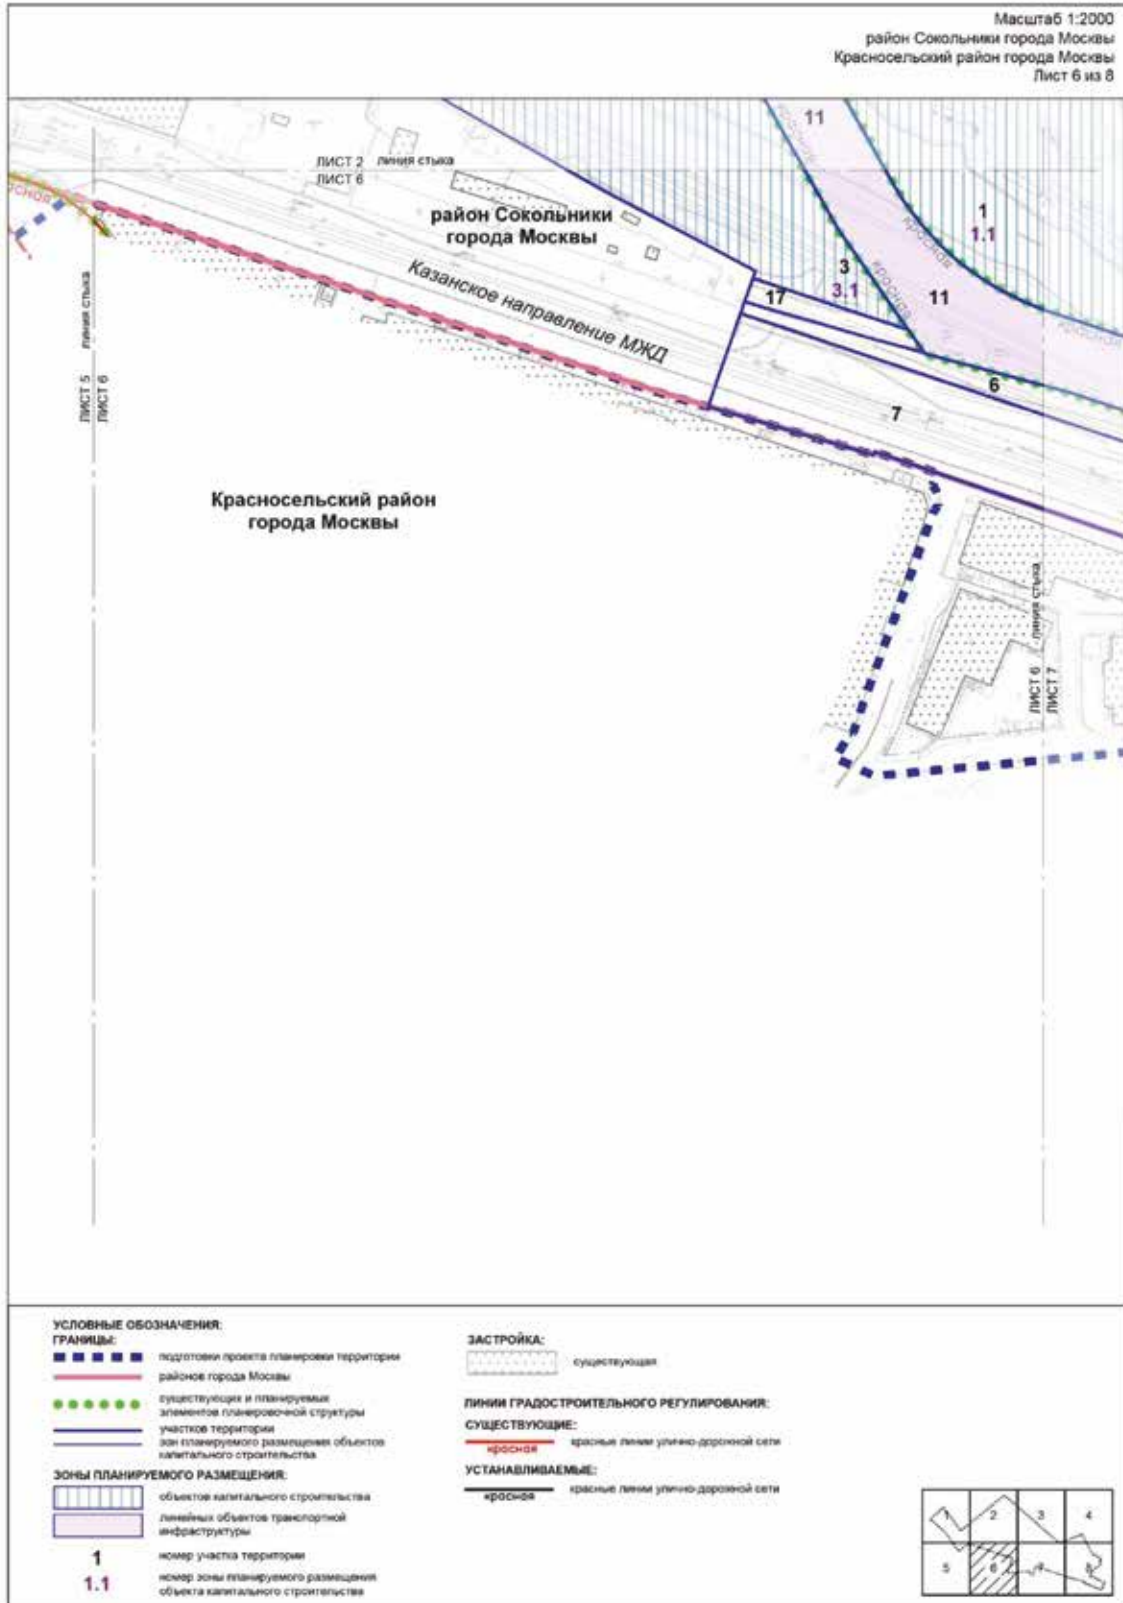 Масштаб 1:2000
район Сокольники города Москвы
Красносельский район города Москвы
Лист 6 из 8
11
ЛИСТ 2 линия стыка
ЛИСТ 6
красная
район Сокольники
города Москвы
1
1.1
красная
3
3.1
красная
17
11
красная
Казанское направление МЖД
6
7
линия стыка
ЛИСТ 5
ЛИСТ 6
Красносельский район
города Москвы
линия стыка
ЛИСТ 6
ЛИСТ 7
УСЛОВНЫЕ ОБОЗНАЧЕНИЯ:
ГРАНИЦЫ:
подготовки проекта планировки территории
районов города Москвы
существующих и планируемых
элементов планировочной структуры
участков территории
зон планируемого размещения объектов
капитального строительства
ЗОНЫ ПЛАНИРУЕМОГО РАЗМЕЩЕНИЯ:
объектов капитального строительства
линейных объектов транспортной
инфраструктуры
1
номер участка территории
1.1
номер зоны планируемого размещения
объекта капитального строительства
ЗАСТРОЙКА:
существующая
ЛИНИИ ГРАДОСТРОИТЕЛЬНОГО РЕГУЛИРОВАНИЯ:
СУЩЕСТВУЮЩИЕ:
красная
красные линии улично-дорожной сети
УСТАНАВЛИВАЕМЫЕ:
красная
красные линии улично-дорожной сети
1 2 3 4
5 6 7 8